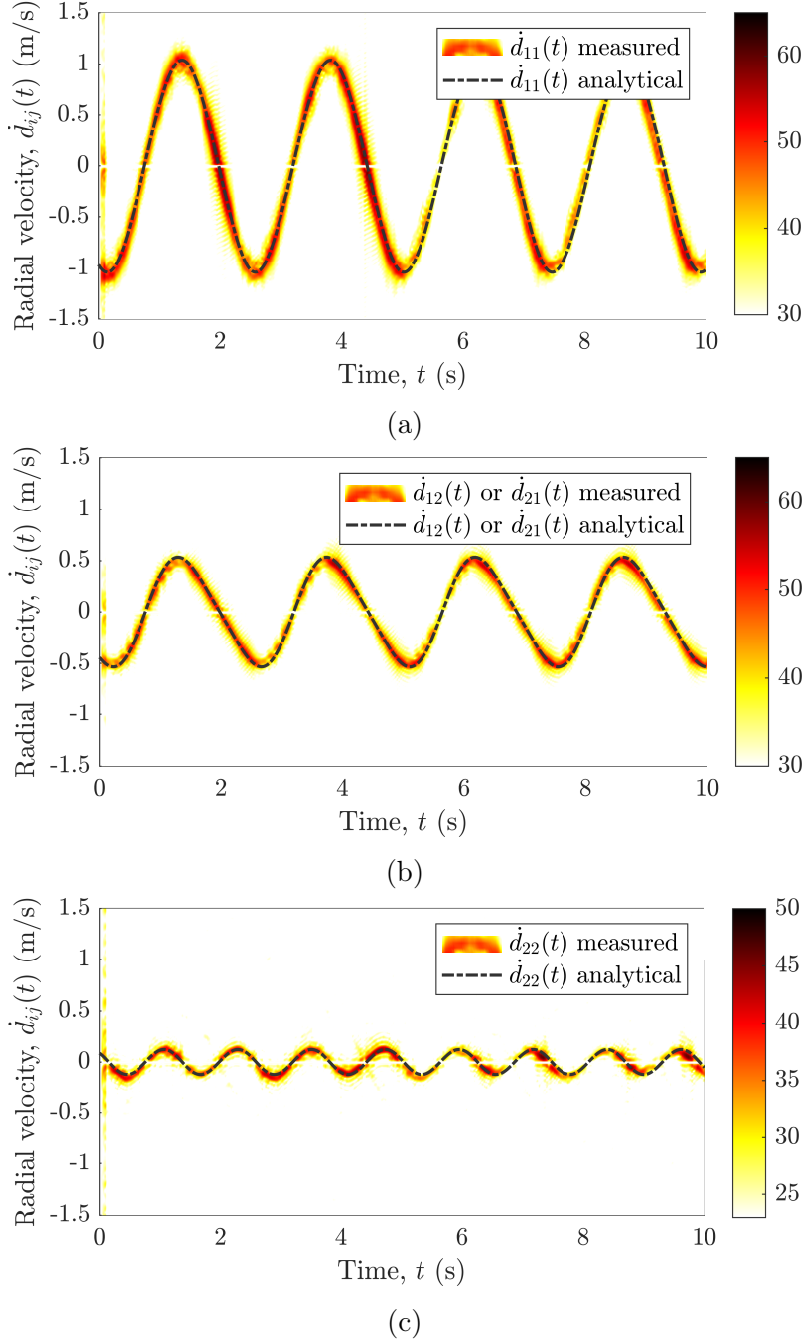 1.5
1
0.5
0
-0.5
-1
-1.5
Radial velocity, ḋij(t) (m/s)
ḋ11(t) measured
ḋ11(t) analytical
60
50
40
30
0 2 4 6 8 10
Time, t (s)
(a)
1.5
1
0.5
0
-0.5
-1
-1.5
Radial velocity, ḋij(t) (m/s)
ḋ12(t) or ḋ21(t) measured
ḋ12(t) or ḋ21(t) analytical
60
50
40
30
0 2 4 6 8 10
Time, t (s)
(b)
1.5
1
0.5
0
-0.5
-1
-1.5
Radial velocity, ḋij(t) (m/s)
ḋ22(t) measured
ḋ22(t) analytical
50
45
40
35
30
25
0 2 4 6 8 10
Time, t (s)
(c)